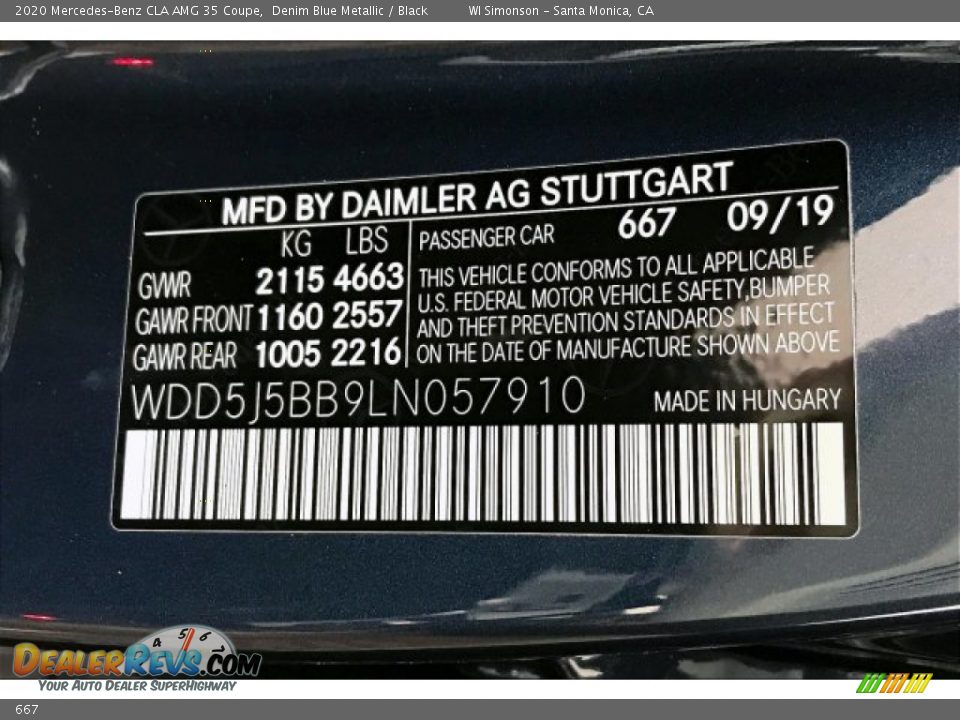 2020 Mercedes-Benz CLA AMG 35 Coupe, Denim Blue Metallic / Black WI Simonson - Santa Monica, CA
MFD BY DAIMLER AG STUTTGART
KG LBS
GVWR 2115 4663
GAWR FRONT 1160 2557
GAWR REAR 1005 2216
PASSENGER CAR 667 09/19
THIS VEHICLE CONFORMS TO ALL APPLICABLE
U.S. FEDERAL MOTOR VEHICLE SAFETY,BUMPER
AND THEFT PREVENTION STANDARDS IN EFFECT
ON THE DATE OF MANUFACTURE SHOWN ABOVE
WDD5J5BB9LN057910 MADE IN HUNGARY
4 5 6
DEALERREVS.COM
YOUR AUTO DEALER SUPERHIGHWAY
667